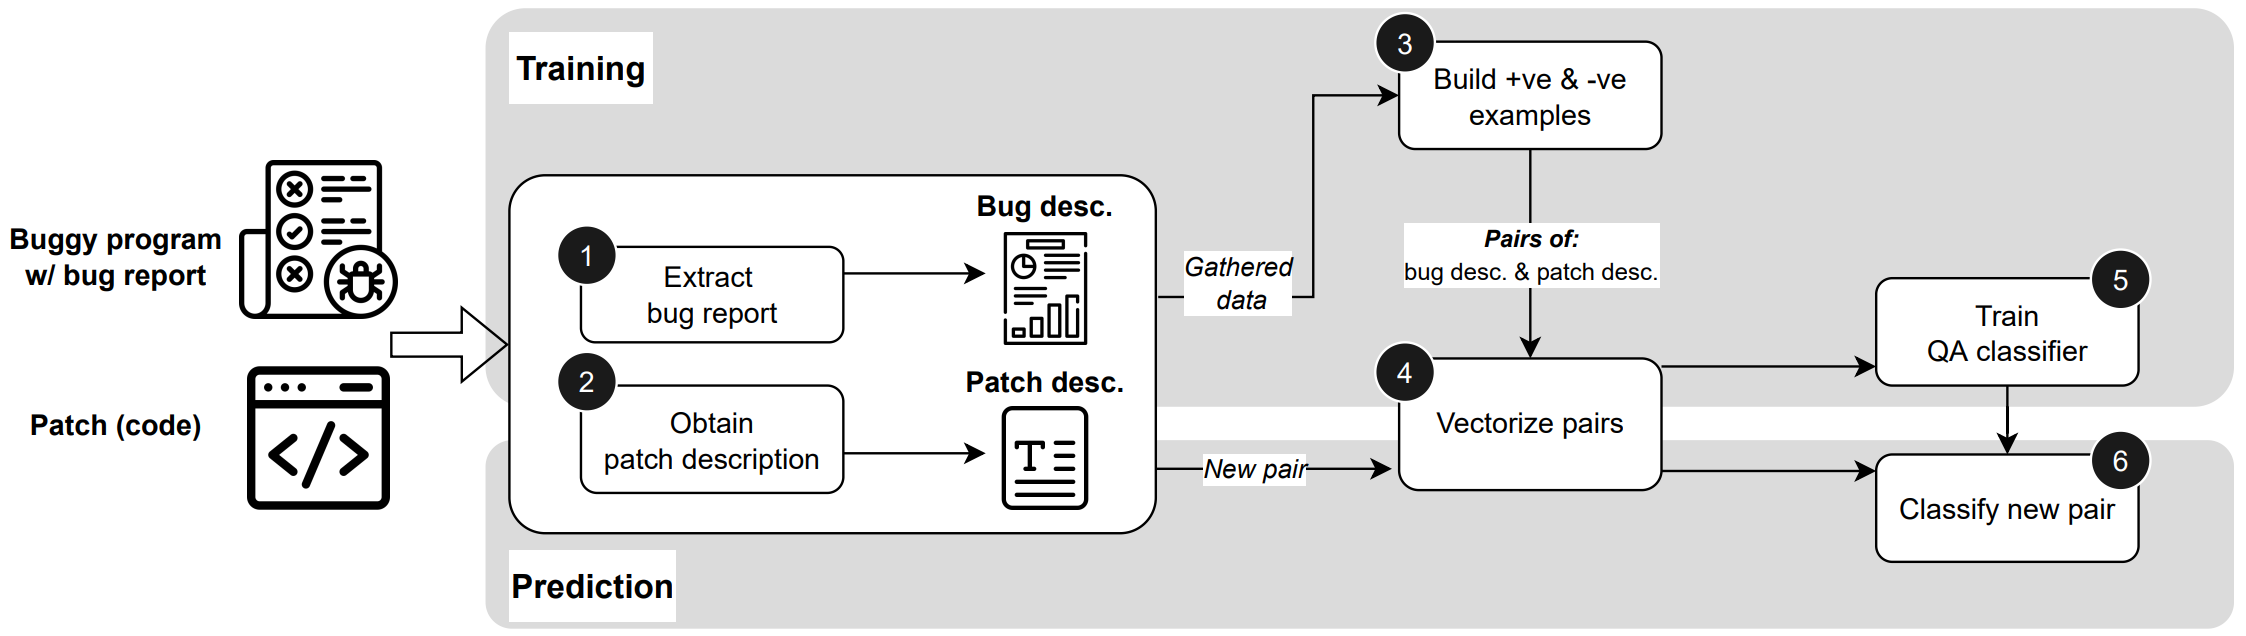 Training
3
Build +ve & -ve
examples
Buggy program
w/ bug report
Patch (code)
1
Extract
bug report
Bug desc.
2
Obtain
patch description
Patch desc.
Gathered
data
Pairs of:
bug desc. & patch desc.
New pair
4
Vectorize pairs
5
Train
QA classifier
6
Classify new pair
Prediction